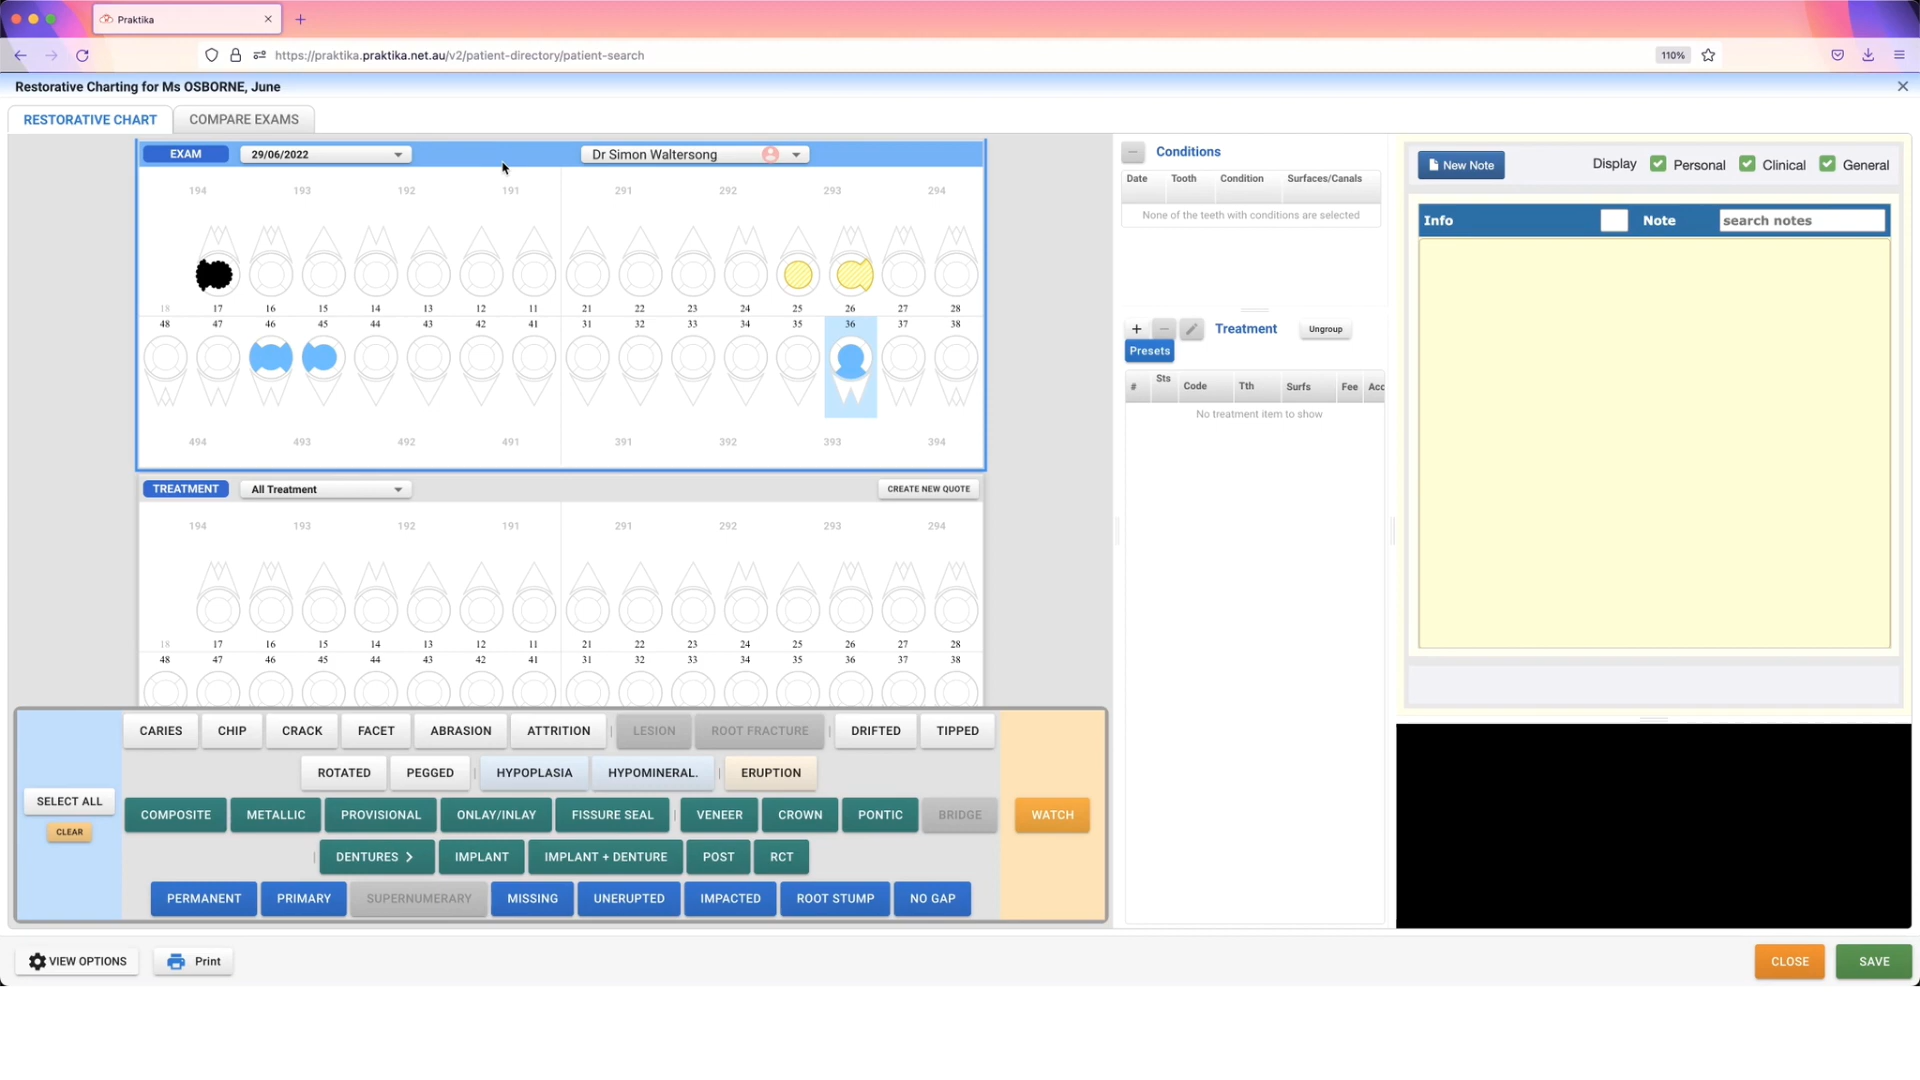 Praktika
https://praktika.praktika.net.au/v2/patient-directory/patient-search
110%
Restorative Charting for Ms OSBORNE, June
RESTORATIVE CHART COMPARE EXAMS
EXAM 29/06/2022 Dr Simon Waltersong
194 193 192 191 291 292 293 294
18 17 16 15 14 13 12 11 21 22 23 24 25 26 27 28
48 47 46 45 44 43 42 41 31 32 33 34 35 36 37 38
494 493 492 491 391 392 393 394
TREATMENT All Treatment CREATE NEW QUOTE
194 193 192 191 291 292 293 294
18 17 16 15 14 13 12 11 21 22 23 24 25 26 27 28
48 47 46 45 44 43 42 41 31 32 33 34 35 36 37 38
SELECT ALL
CLEAR
CARIES CHIP CRACK FACET ABRASION ATTRITION | LESION ROOT FRACTURE | DRIFTED TIPPED
ROTATED PEGGED | HYPOPLASIA HYPOMINERAL. | ERUPTION
COMPOSITE METALLIC PROVISIONAL ONLAY/INLAY FISSURE SEAL | VENEER CROWN PONTIC BRIDGE
| DENTURES > IMPLANT IMPLANT + DENTURE POST RCT
PERMANENT PRIMARY SUPERNUMERARY MISSING UNERUPTED IMPACTED ROOT STUMP NO GAP
WATCH
Conditions
Date Tooth Condition Surfaces/Canals
None of the teeth with conditions are selected
Treatment Ungroup
Presets
# Sts Code Tth Surfs Fee Acc
No treatment item to show
New Note Display Personal Clinical General
Info Note search notes
VIEW OPTIONS Print CLOSE SAVE